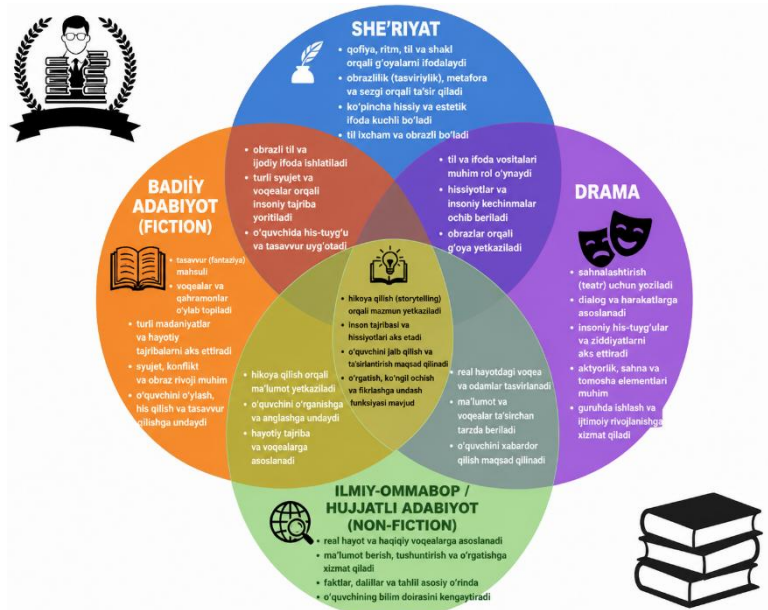 SHE'RIYAT
• qofiya, ritm, til va shakl
orqali g'oyalarni ifodalaydi
• obrazlilik (tasviriylik), metafora
va sezgi orqali ta'sir qiladi
• ko'pincha hissiy va estetik
ifoda kuchli bo'ladi
• til ixcham va obrazli bo'ladi
• obrazli til va
ijodiy ifoda ishlatiladi
• turli syujet va
voqealar orqali
insoniy tajriba
yoritiladi
• o'quvchida his-tuyg'u
va tasavvur uyg'otadi
• til va ifoda vositalari
muhim rol o'ynaydi
• hissiyotlar va
insoniy kechinmalar
ochib beriladi
• obrazlar orqali
g'oya yetkaziladi
BADIIY
ADABIYOT
(FICTION)
• tasavvur (fantaziya)
mahsuli
• voqealar va
qahramonlar
o'ylab topiladi
• turli madaniyatlar
va hayotiy
tajribalarni aks ettiradi
• syujet, konflikt
va obraz rivoji muhim
• o'quvchini o'ylash,
his qilish va tasavvur
qilishga undaydi
• hikoya qilish (storytelling)
orqali mazmun yetkaziladi
• inson tajribasi va
hissiyotlari aks etadi
• o'quvchini jalb qilish va
ta'sirlantirish maqsad qilinadi
• o'rgatish, ko'ngil ochish
va fikrlashga undash
funksiyasi mavjud
DRAMA
• sahnalashtirish
(teatr) uchun yoziladi
• dialog va harakatlarga
asoslanadi
• insoniy his-tuyg'ular
va ziddiyatlarni
aks ettiradi
• aktyorlik, sahna va
tomosha elementlari
muhim
• guruhda ishlash va
ijtimoiy rivojlanishga
xizmat qiladi
• hikoya qilish orqali
ma'lumot yetkaziladi
• o'quvchini o'rganishga
va anglashga undaydi
• hayotiy tajriba
va voqealarga
asoslanadi
• real hayotdagi voqea
va odamlar tasvirlanadi
• ma'lumot va
voqealar ta'sirchan
tarzda beriladi
• o'quvchini xabardor
qilish maqsad qilinadi
ILMIY-OMMABOP /
HUJJATLI ADABIYOT
(NON-FICTION)
• real hayot va haqiqiy voqealarga asoslanadi
• ma'lumot berish, tushuntirish va o'rgatishga
xizmat qiladi
• faktlar, dalillar va tahlil asosiy o'rinda
• o'quvchining bilim doirasini kengaytiradi